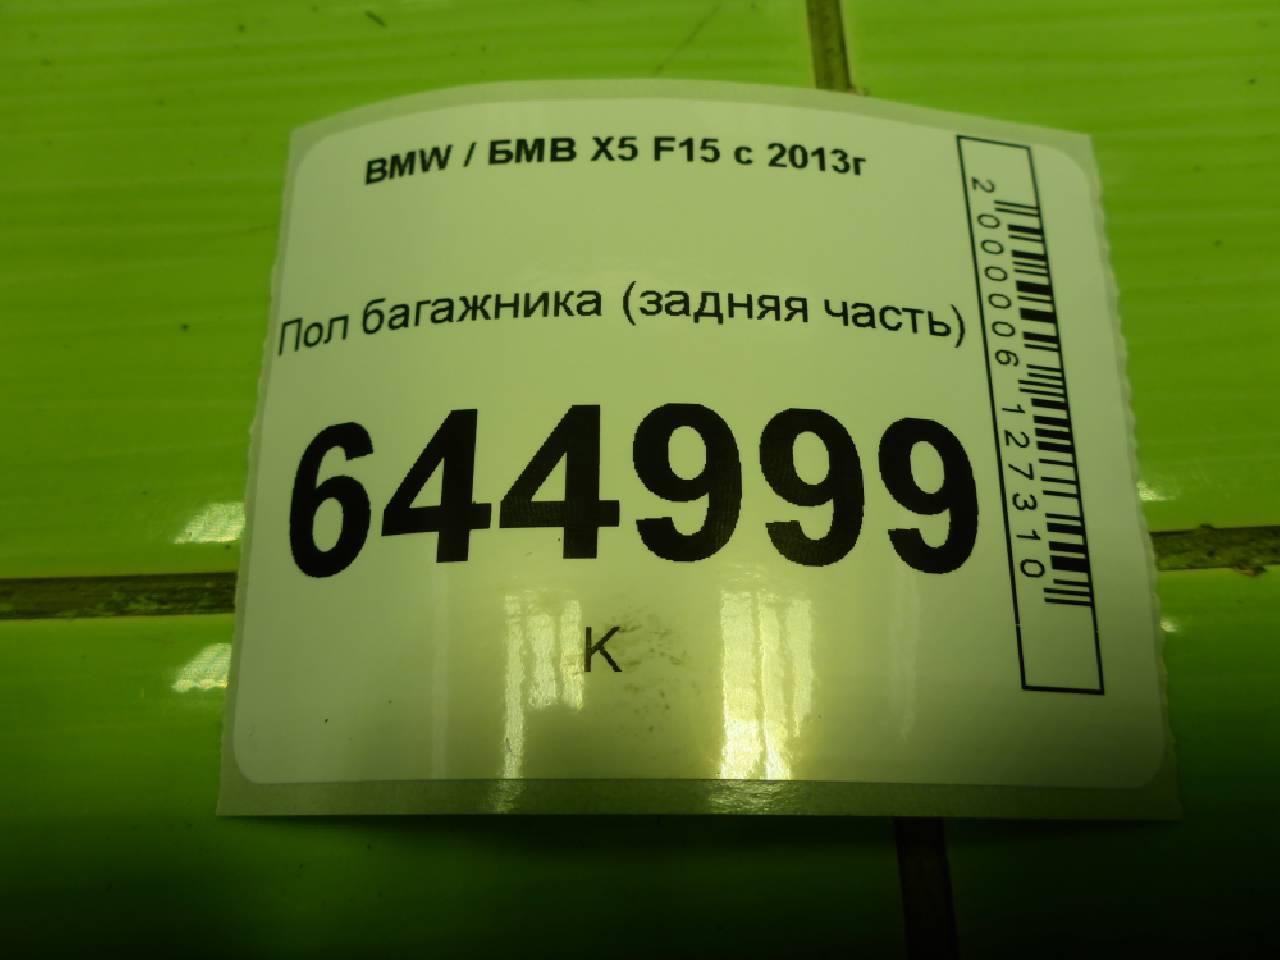 BMW / БМВ X5 F15 с 2013г
Пол багажника (задняя часть)
644999
К
2000006127310